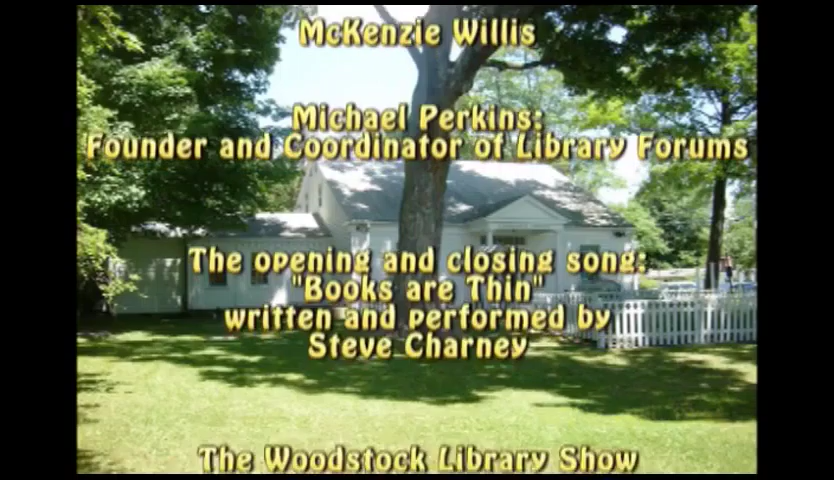 McKenzie Willis
Michael Perkins:
Founder and Coordinator of Library Forums
The opening and closing song:
"Books are Thin"
written and performed by
Steve Charney
The Woodstock Library Show